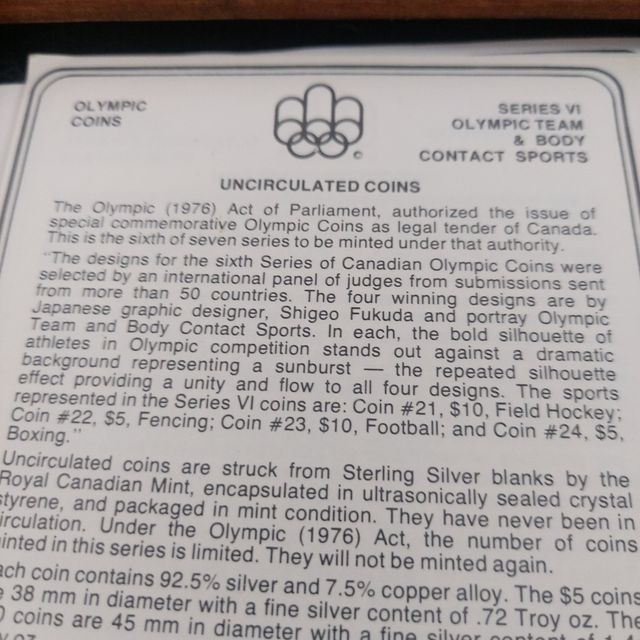 OLYMPIC
COINS
©
SERIES VI
OLYMPIC TEAM
& BODY
CONTACT SPORTS
UNCIRCULATED COINS
The Olympic (1976) Act of Parliament, authorized the issue of
special commemorative Olympic Coins as legal tender of Canada.
This is the sixth of seven series to be minted under that authority.
"The designs for the sixth Series of Canadian Olympic Coins were
selected by an international panel of judges from submissions sent
from more than 50 countries. The four winning designs are by
Japanese graphic designer, Shigeo Fukuda and portray Olympic
Team and Body Contact Sports. In each, the bold silhouette of
athletes in Olympic competition stands out against a dramatic
background representing a sunburst — the repeated silhouette
effect providing a unity and flow to all four designs. The sports
represented in the Series VI coins are: Coin #21, $10, Field Hockey;
Coin #22, $5, Fencing; Coin #23, $10, Football; and Coin #24, $5,
Boxing."
Uncirculated coins are struck from Sterling Silver blanks by the
Royal Canadian Mint, encapsulated in ultrasonically sealed crystal
styrene, and packaged in mint condition. They have never been in
irculation. Under the Olympic (1976) Act, the number of coins
inted in this series is limited. They will not be minted again.
ach coin contains 92.5% silver and 7.5% copper alloy. The $5 coins
38 mm in diameter with a fine silver content of .72 Troy oz. The
0 coins are 45 mm in diameter with a fine silver content of